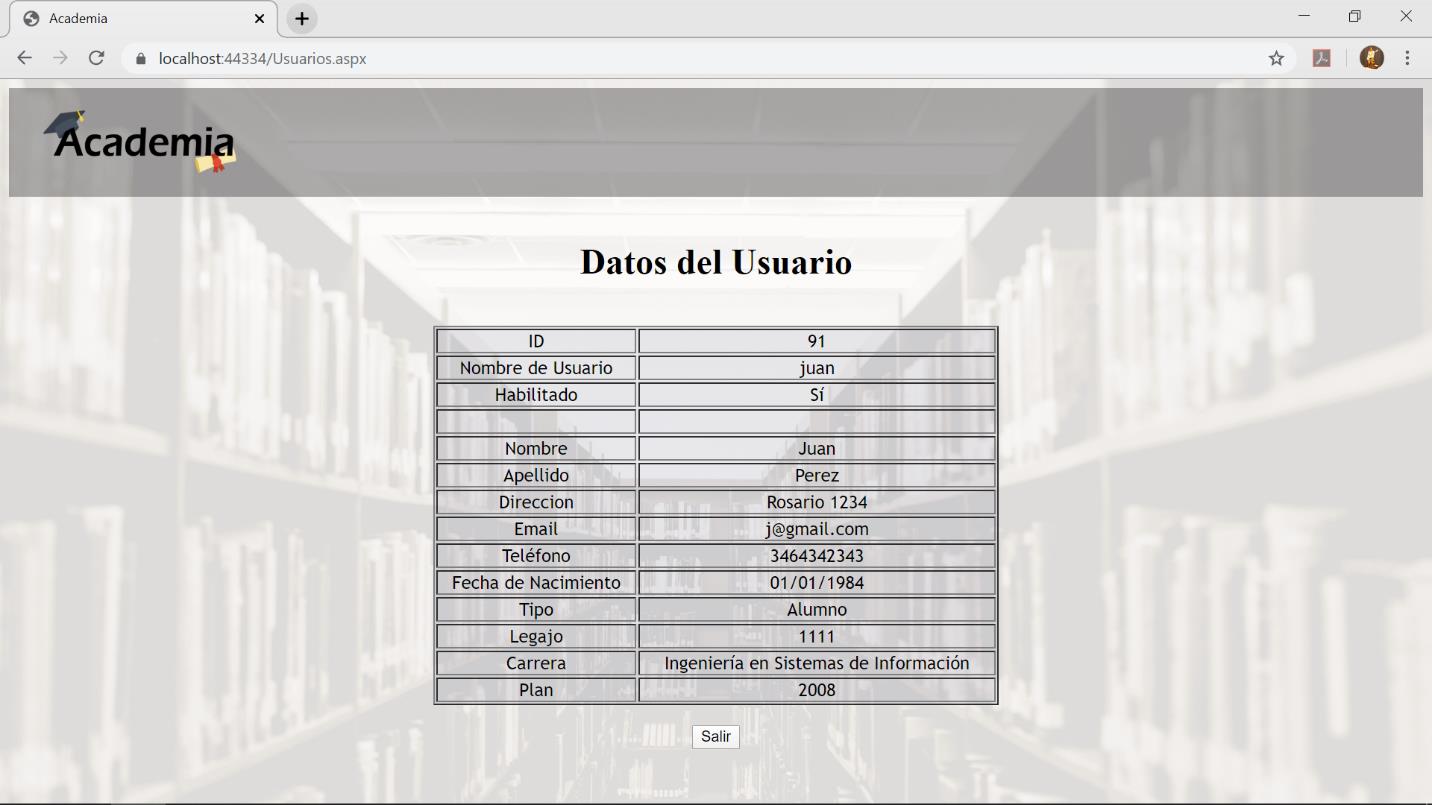 Academia
localhost:44334/Usuarios.aspx
Academia
Datos del Usuario
ID 91
Nombre de Usuario juan
Habilitado Sí
Nombre Juan
Apellido Perez
Direccion Rosario 1234
Email j@gmail.com
Teléfono 3464342343
Fecha de Nacimiento 01/01/1984
Tipo Alumno
Legajo 1111
Carrera Ingeniería en Sistemas de Información
Plan 2008
Salir